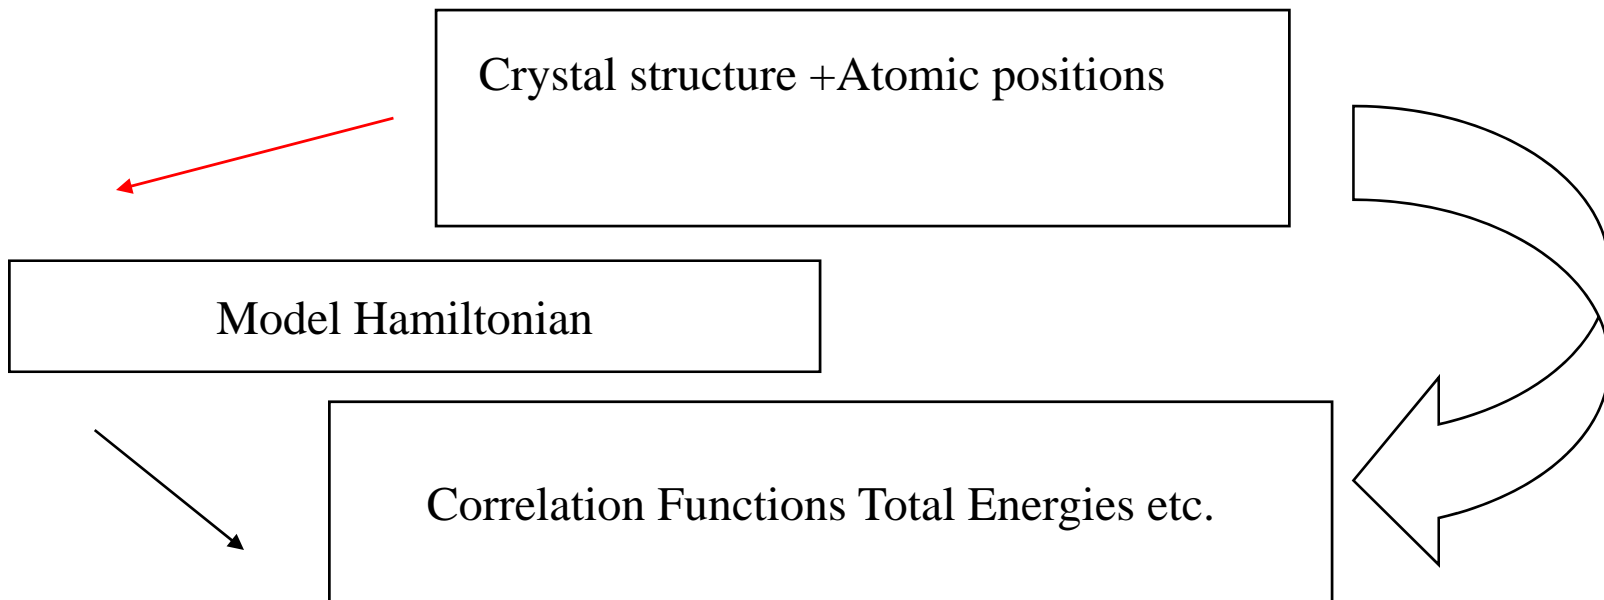 Crystal structure +Atomic positions
Model Hamiltonian
Correlation Functions Total Energies etc.